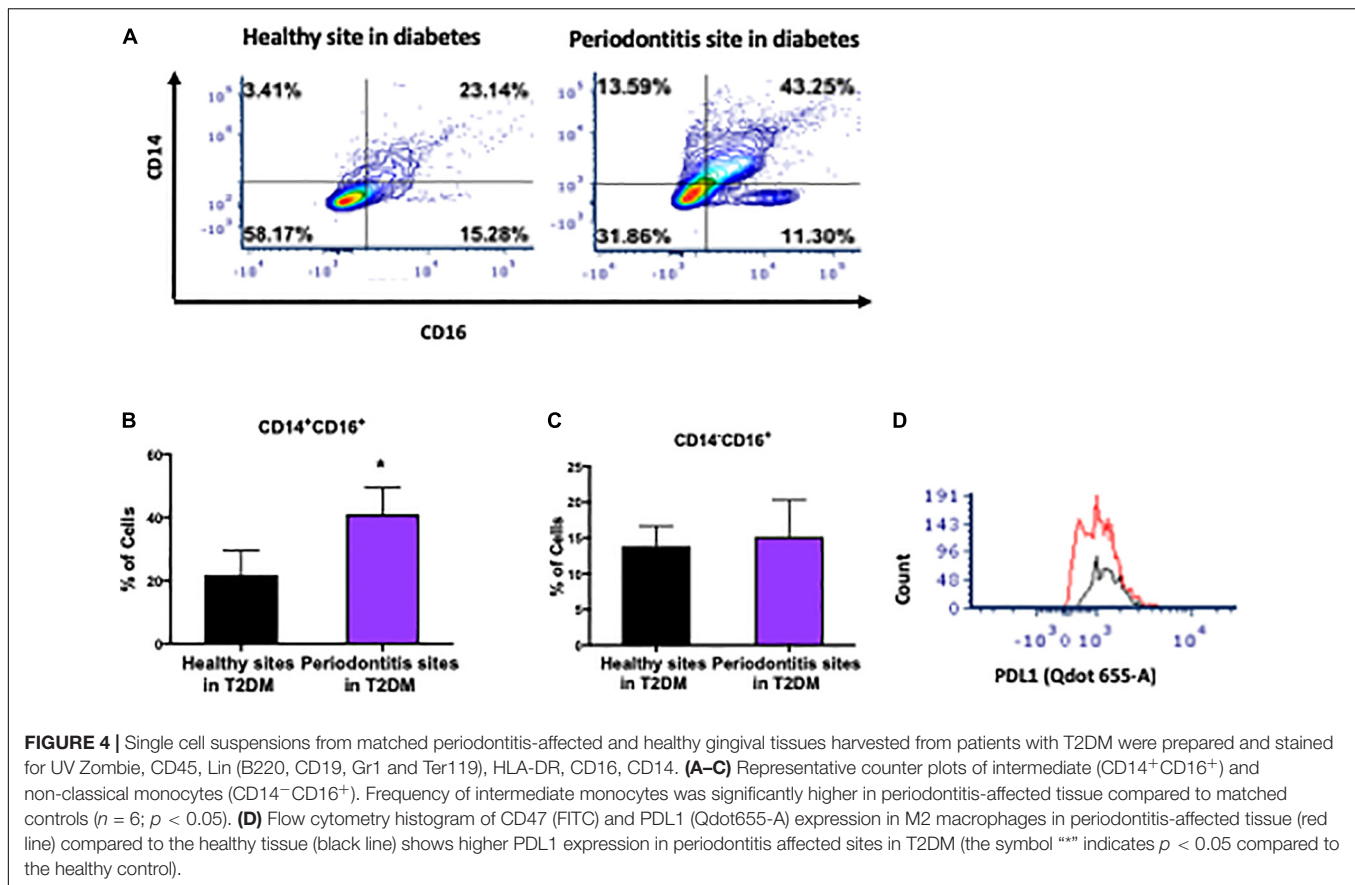 A
Healthy site in diabetes
Periodontitis site in diabetes
CD14
3.41%
23.14%
58.17%
15.28%
13.59%
43.25%
31.86%
11.30%
CD16
B
CD14+CD16+
% of Cells
60
40
20
0
*
Healthy sites in T2DM
Periodontitis sites in T2DM
C
CD14-CD16+
% of Cells
25
20
15
10
5
0
Healthy sites in T2DM
Periodontitis sites in T2DM
D
Count
191
143
96
48
0
-10³ 0 10³ 10⁴
PDL1 (Qdot 655-A)
FIGURE 4 | Single cell suspensions from matched periodontitis-affected and healthy gingival tissues harvested from patients with T2DM were prepared and stained
for UV Zombie, CD45, Lin (B220, CD19, Gr1 and Ter119), HLA-DR, CD16, CD14. (A–C) Representative counter plots of intermediate (CD14+CD16+) and
non-classical monocytes (CD14−CD16+). Frequency of intermediate monocytes was significantly higher in periodontitis-affected tissue compared to matched
controls (n = 6; p < 0.05). (D) Flow cytometry histogram of CD47 (FITC) and PDL1 (Qdot655-A) expression in M2 macrophages in periodontitis-affected tissue (red
line) compared to the healthy tissue (black line) shows higher PDL1 expression in periodontitis affected sites in T2DM (the symbol “*” indicates p < 0.05 compared to
the healthy control).